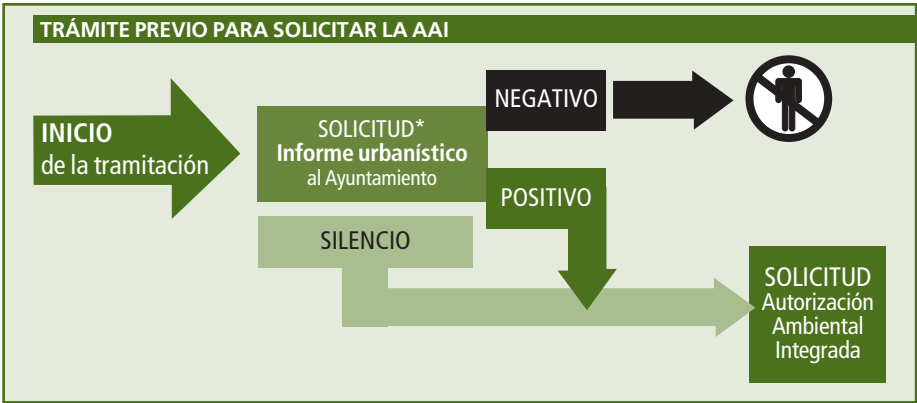 TRÁMITE PREVIO PARA SOLICITAR LA AAI
INICIO
de la tramitación
SOLICITUD*
Informe urbanístico
al Ayuntamiento
NEGATIVO
POSITIVO
SILENCIO
SOLICITUD
Autorización
Ambiental
Integrada